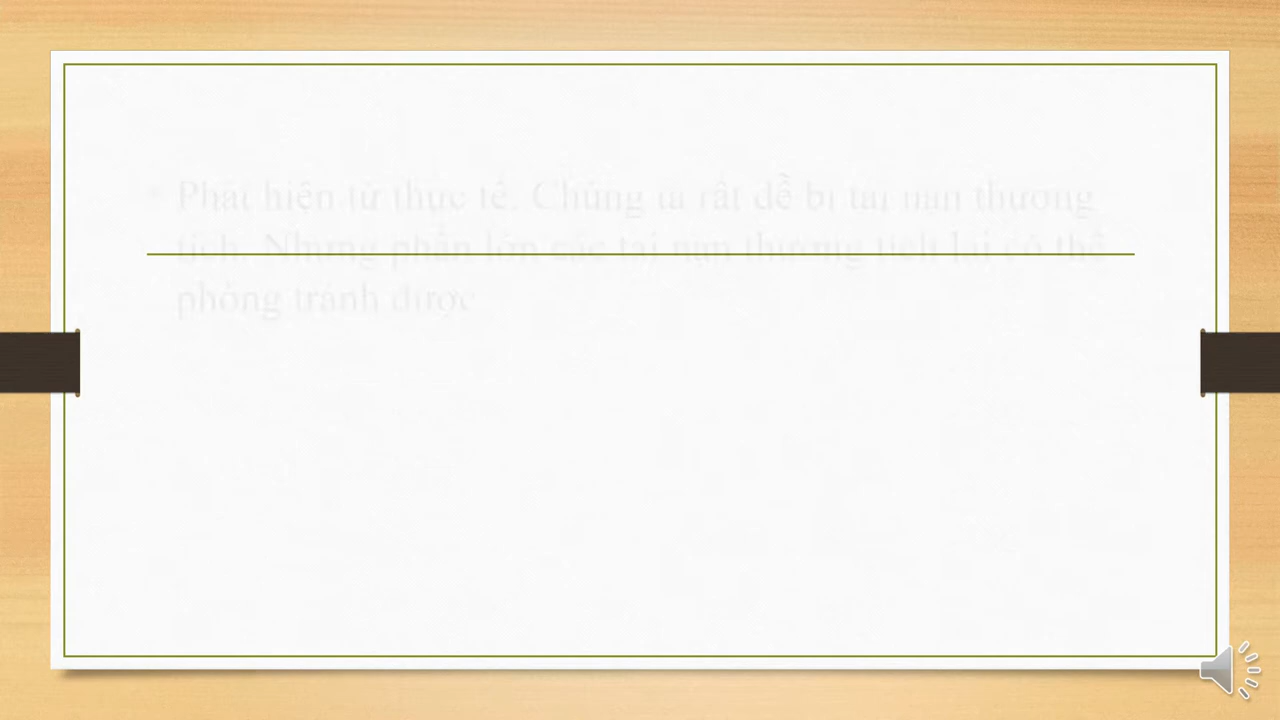 • Phát hiện từ thực tế. Chúng ta rất dễ bị tai nạn thương
tích. Nhưng phần lớn các tai nạn thương tích lại có thể
phòng tránh được